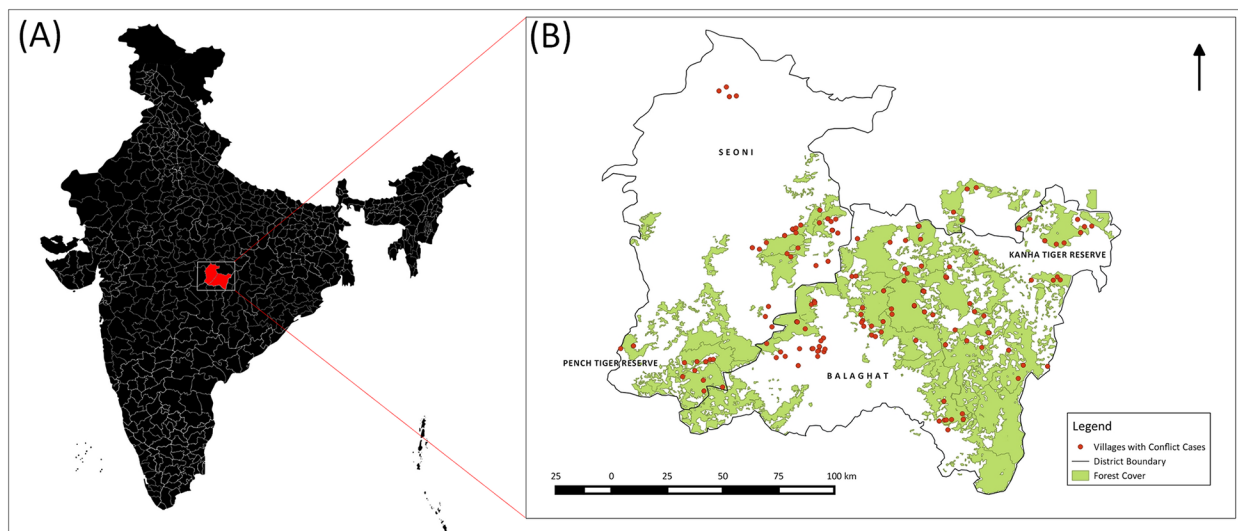 (A)
(B)
SEONI
KANHA TIGER RESERVE
PENCH TIGER RESERVE
BALAGHAT
Legend
Villages with Conflict Cases
District Boundary
Forest Cover
25 0 25 50 75 100 km